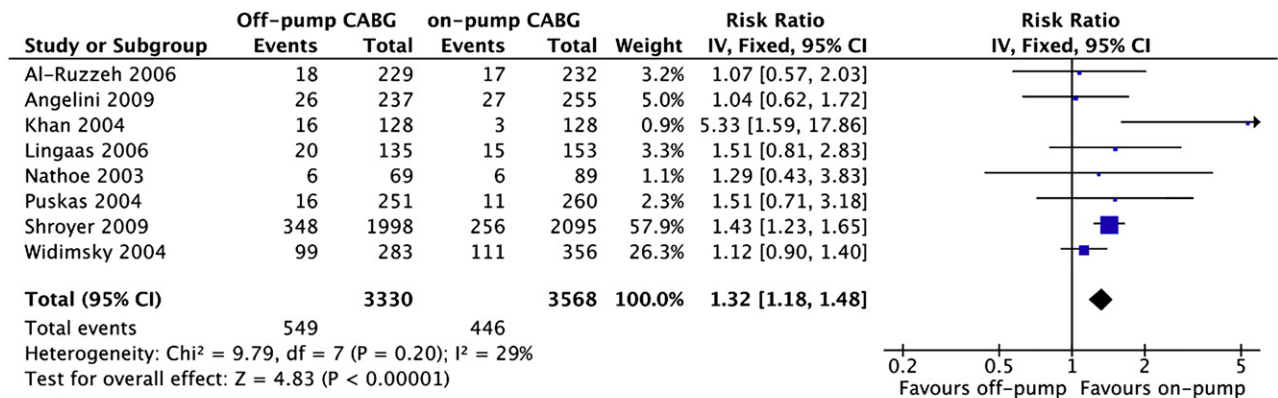 Off-pump CABG on-pump CABG Risk Ratio Risk Ratio
Study or Subgroup Events Total Events Total Weight IV, Fixed, 95% CI IV, Fixed, 95% CI
Al-Ruzzeh 2006 18 229 17 232 3.2% 1.07 [0.57, 2.03]
Angelini 2009 26 237 27 255 5.0% 1.04 [0.62, 1.72]
Khan 2004 16 128 3 128 0.9% 5.33 [1.59, 17.86]
Lingaas 2006 20 135 15 153 3.3% 1.51 [0.81, 2.83]
Nathoe 2003 6 69 6 89 1.1% 1.29 [0.43, 3.83]
Puskas 2004 16 251 11 260 2.3% 1.51 [0.71, 3.18]
Shroyer 2009 348 1998 256 2095 57.9% 1.43 [1.23, 1.65]
Widimsky 2004 99 283 111 356 26.3% 1.12 [0.90, 1.40]
Total (95% CI) 3330 3568 100.0% 1.32 [1.18, 1.48]
Total events 549 446
Heterogeneity: Chi² = 9.79, df = 7 (P = 0.20); I² = 29%
Test for overall effect: Z = 4.83 (P < 0.00001)
0.2 0.5 1 2 5
Favours off-pump Favours on-pump